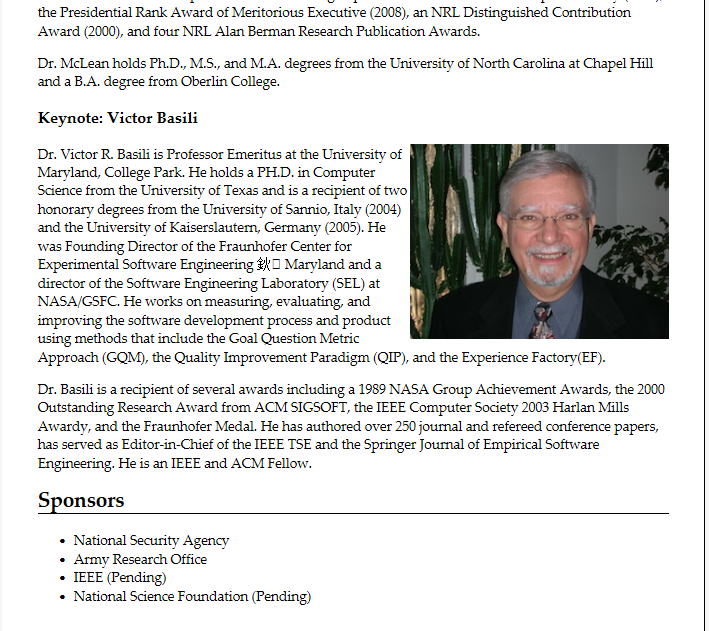 the Presidential Rank Award of Meritorious Executive (2008), an NRL Distinguished Contribution
Award (2000), and four NRL Alan Berman Research Publication Awards.
Dr. McLean holds Ph.D., M.S., and M.A. degrees from the University of North Carolina at Chapel Hill
and a B.A. degree from Oberlin College.
Keynote: Victor Basili
Dr. Victor R. Basili is Professor Emeritus at the University of
Maryland, College Park. He holds a PH.D. in Computer
Science from the University of Texas and is a recipient of two
honorary degrees from the University of Sannio, Italy (2004)
and the University of Kaiserslautern, Germany (2005). He
was Founding Director of the Fraunhofer Center for
Experimental Software Engineering Maryland and a
director of the Software Engineering Laboratory (SEL) at
NASA/GSFC. He works on measuring, evaluating, and
improving the software development process and product
using methods that include the Goal Question Metric
Approach (GQM), the Quality Improvement Paradigm (QIP), and the Experience Factory(EF).
Dr. Basili is a recipient of several awards including a 1989 NASA Group Achievement Awards, the 2000
Outstanding Research Award from ACM SIGSOFT, the IEEE Computer Society 2003 Harlan Mills
Awardy, and the Fraunhofer Medal. He has authored over 250 journal and refereed conference papers,
has served as Editor-in-Chief of the IEEE TSE and the Springer Journal of Empirical Software
Engineering. He is an IEEE and ACM Fellow.
Sponsors
• National Security Agency
• Army Research Office
• IEEE (Pending)
• National Science Foundation (Pending)